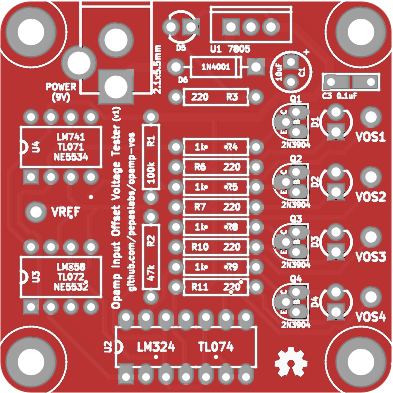 D5
U1 7805
2.1x5.5mm
POWER
(9V)
1N4001
D6
+
10uF
C1
220 R3
C3 0.1uF
Q1
2N3904
D1
VOS1
LM741
TL071
NE5534
U4
R1
100k
1k R4
R6 220
1k R5
R7 220
1k R8
R10 220
1k R9
R11 220
Q2
2N3904
D2
VOS2
VREF
Opamp Input Offset Voltage Tester (v1)
github.com/pepaslabs/opamp-vos
R2
47k
Q3
2N3904
D3
VOS3
LM358
TL072
NE5532
U3
Q4
2N3904
D4
VOS4
U2
LM324 TL074